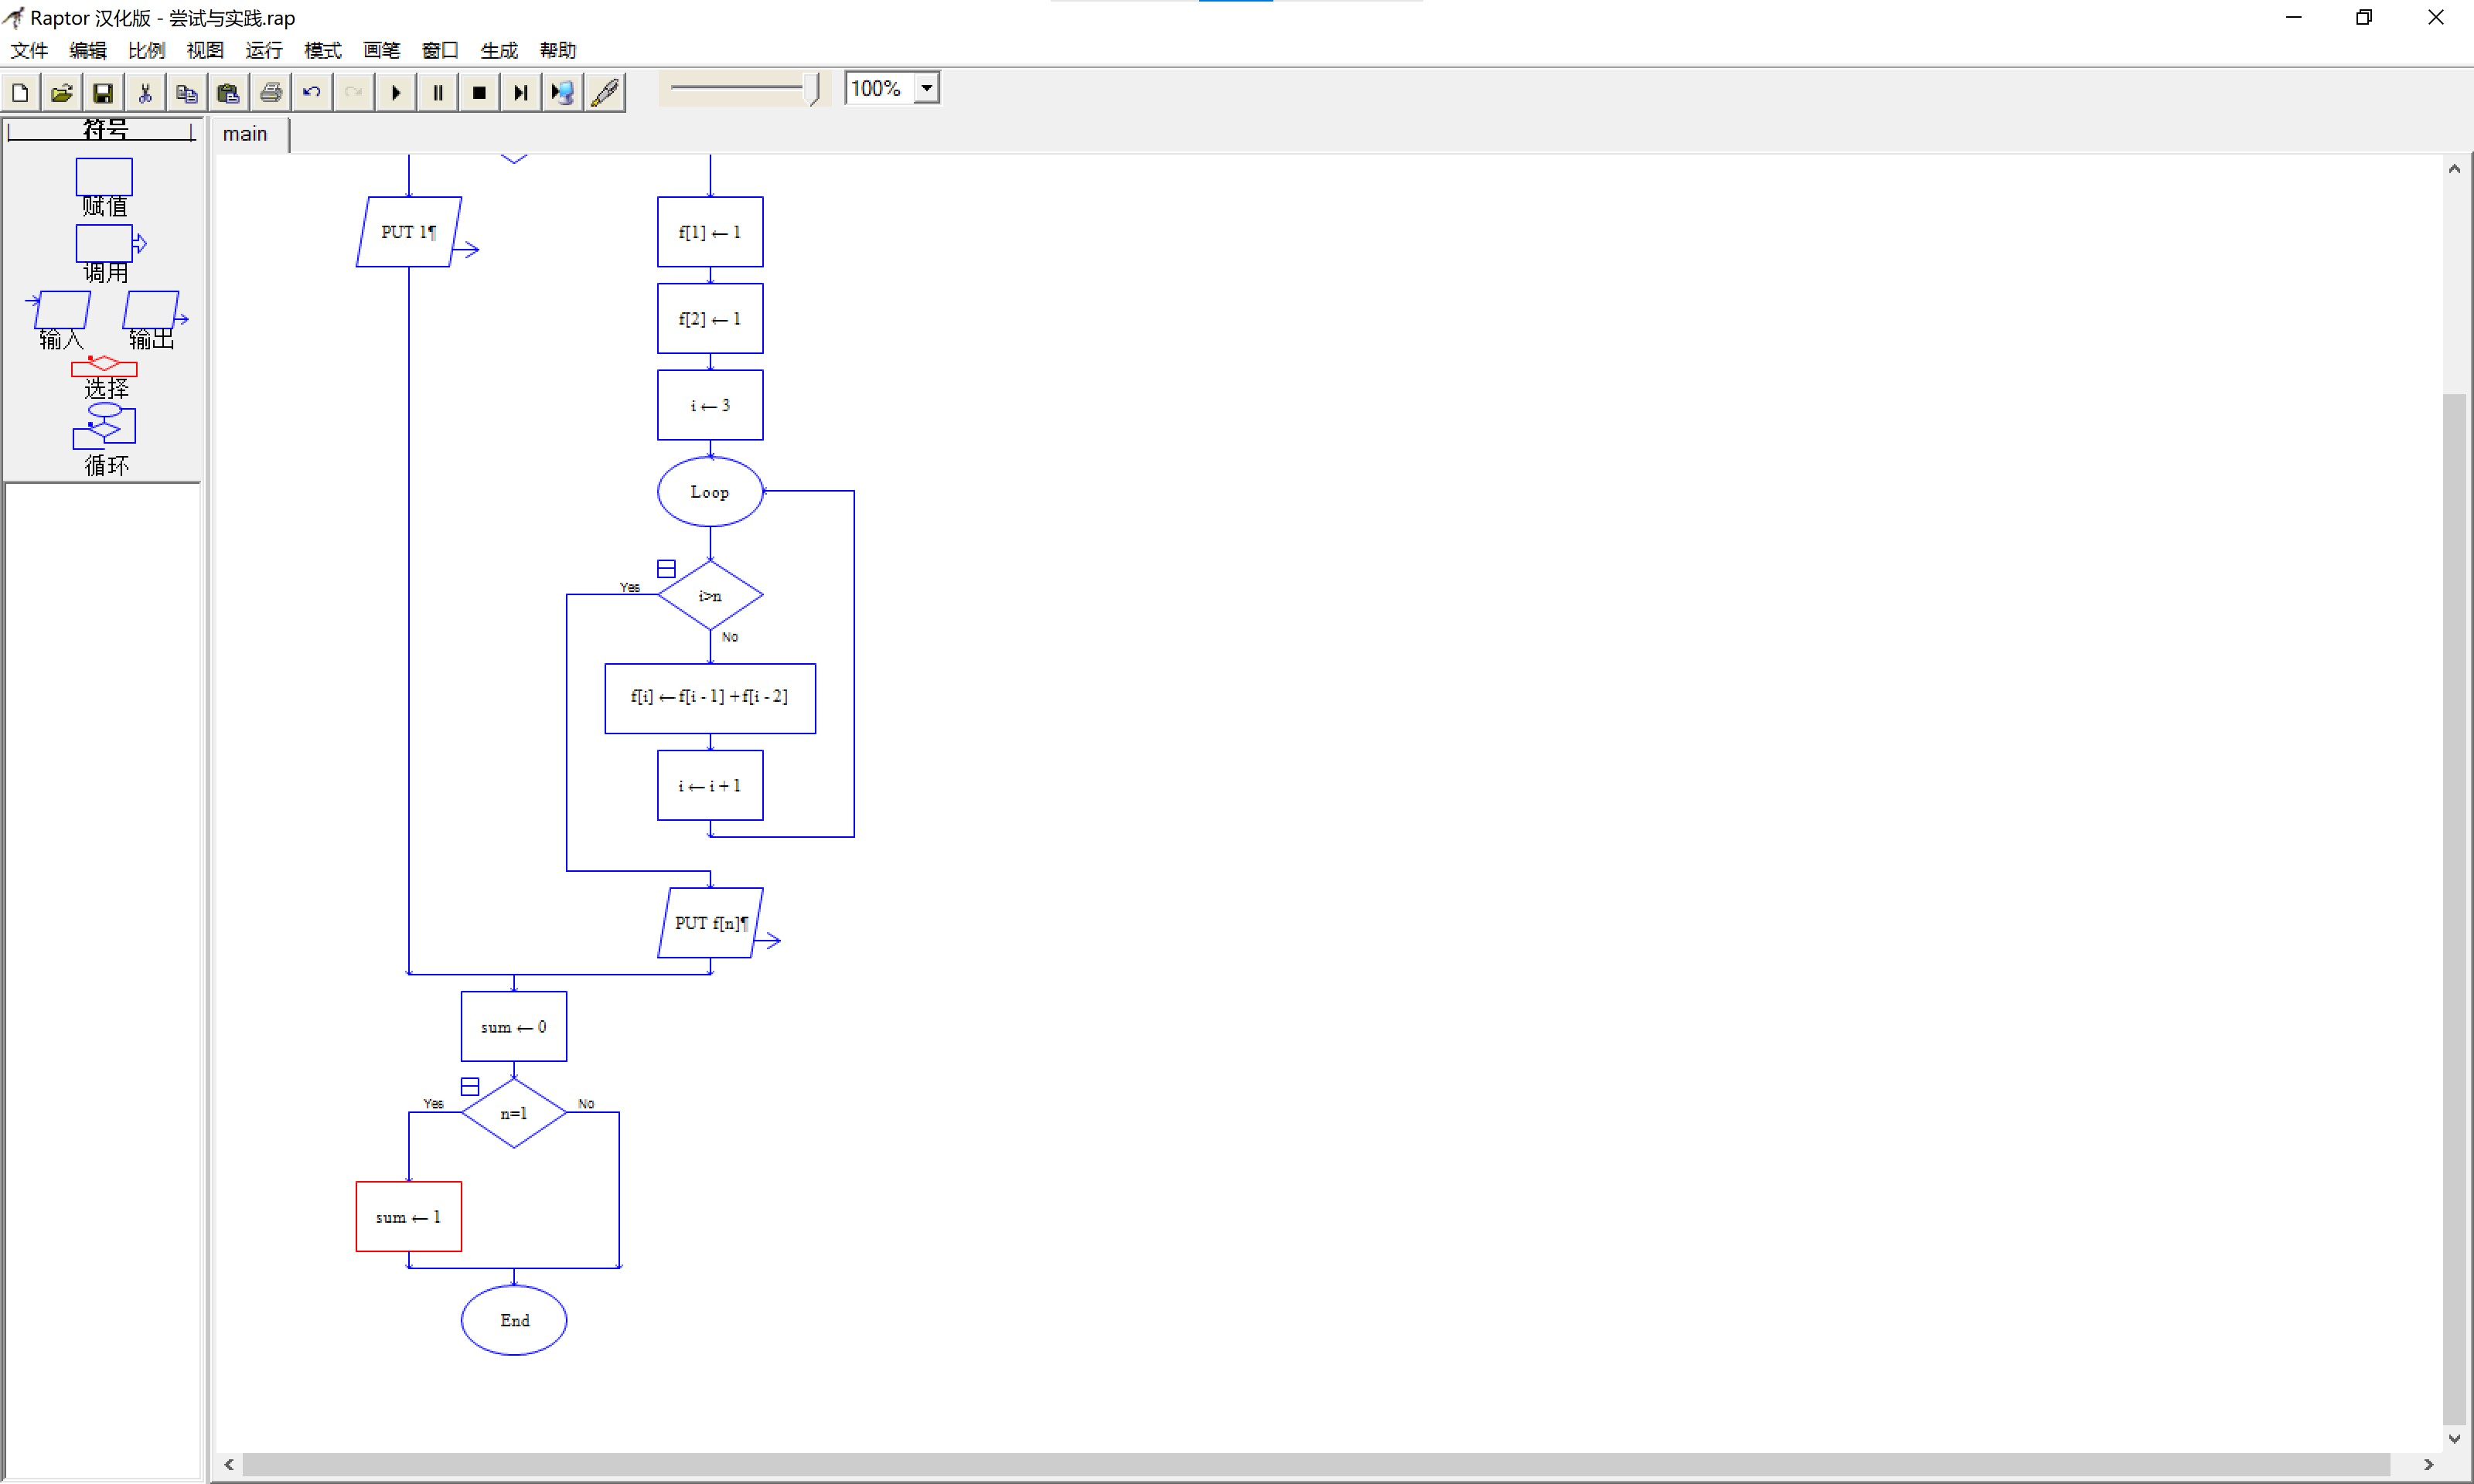 Raptor 汉化版 - 尝试与实践.rap
文件 编辑 比例 视图 运行 模式 画笔 窗口 生成 帮助
100%
符号
main
赋值
调用
输入 输出
选择
循环
PUT 1¶
f[1] ← 1
f[2] ← 1
i ← 3
Loop
Yes
i>n
No
f[i] ← f[i - 1] + f[i - 2]
i ← i + 1
PUT f[n]¶
sum ← 0
Yes
n=1
No
sum ← 1
End